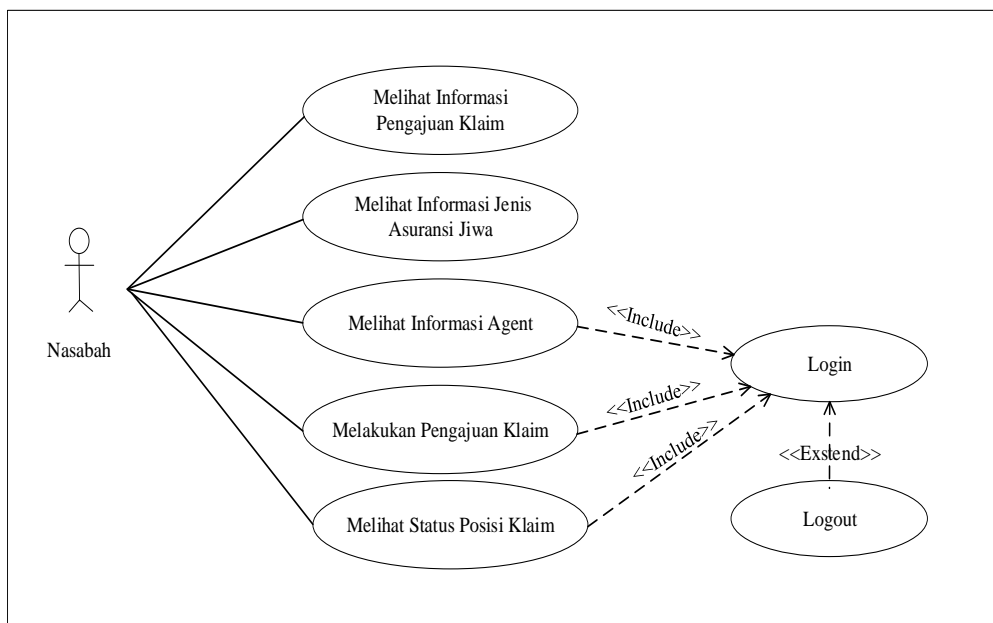 Melihat Informasi
Pengajuan Klaim
Melihat Informasi Jenis
Asuransi Jiwa
Nasabah
Melihat Informasi Agent
<<Include>>
Login
Melakukan Pengajuan Klaim
<<Include>>
<<Include>>
<<Exstend>>
Melihat Status Posisi Klaim
Logout